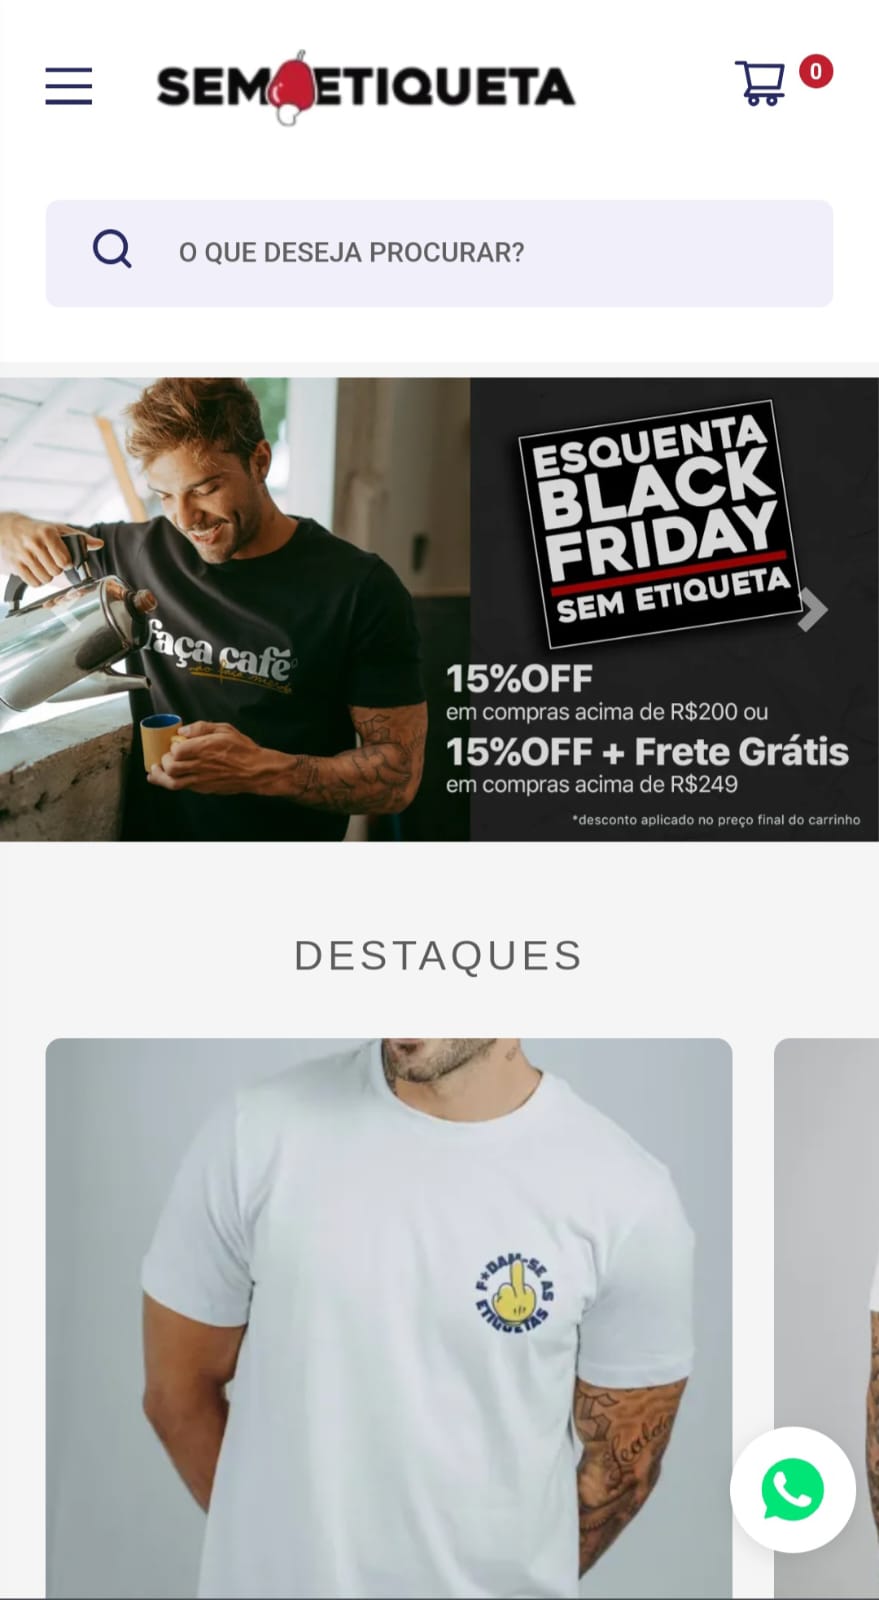 SEM ETIQUETA
0
O QUE DESEJA PROCURAR?
faça café
não faça merda
ESQUENTA
BLACK
FRIDAY
SEM ETIQUETA
15%OFF
em compras acima de R$200 ou
15%OFF + Frete Grátis
em compras acima de R$249
*desconto aplicado no preço final do carrinho
DESTAQUES
F*DAM-SE AS
ETIQUETAS